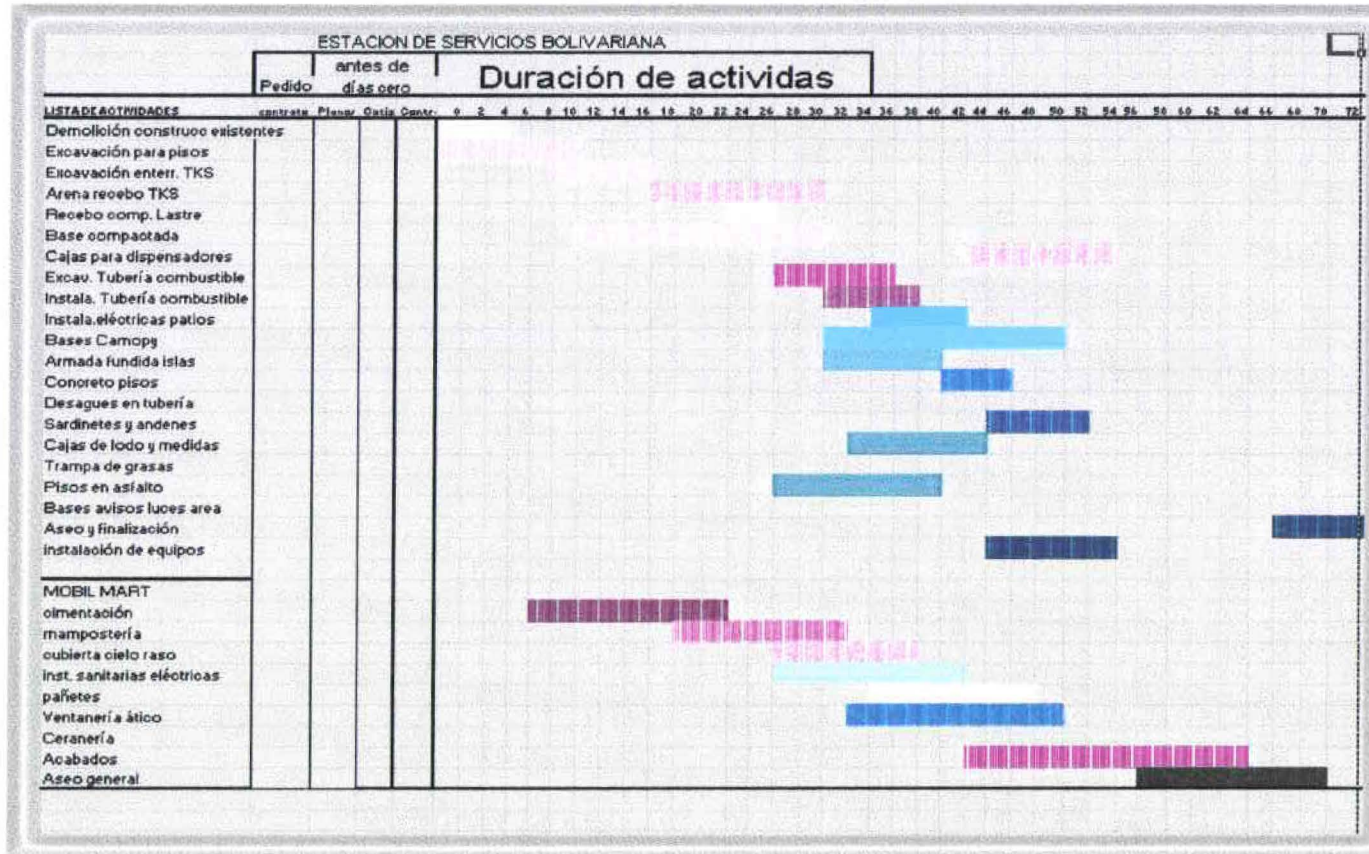 ESTACION DE SERVICIOS BOLIVARIANA
antes de
Pedido días cero Duración de actividas
LISTA DE ACTIVIDADES contrato Planos Contr. 0 2 4 6 8 10 12 14 16 18 20 22 24 26 28 30 32 34 36 38 40 42 44 46 48 50 52 54 56 58 60 62 64 66 68 70 72
Demolición construcc existentes
Excavación para pisos
Excavación enterr. TKS
Arena recebo TKS
Recebo comp. Lastre
Base compactada
Cajas para dispensadores
Excav. Tubería combustible
Instala. Tubería combustible
Instala.eléctricas patios
Bases Camopy
Armada fundida islas
Concreto pisos
Desagues en tubería
Sardinetes y andenes
Cajas de lodo y medidas
Trampa de grasas
Pisos en asfalto
Bases avisos luces area
Aseo y finalización
instalación de equipos
MOBIL MART
cimentación
mampostería
cubierta cielo raso
inst. sanitarias eléctricas
pañetes
Ventanería ático
Ceranería
Acabados
Aseo general